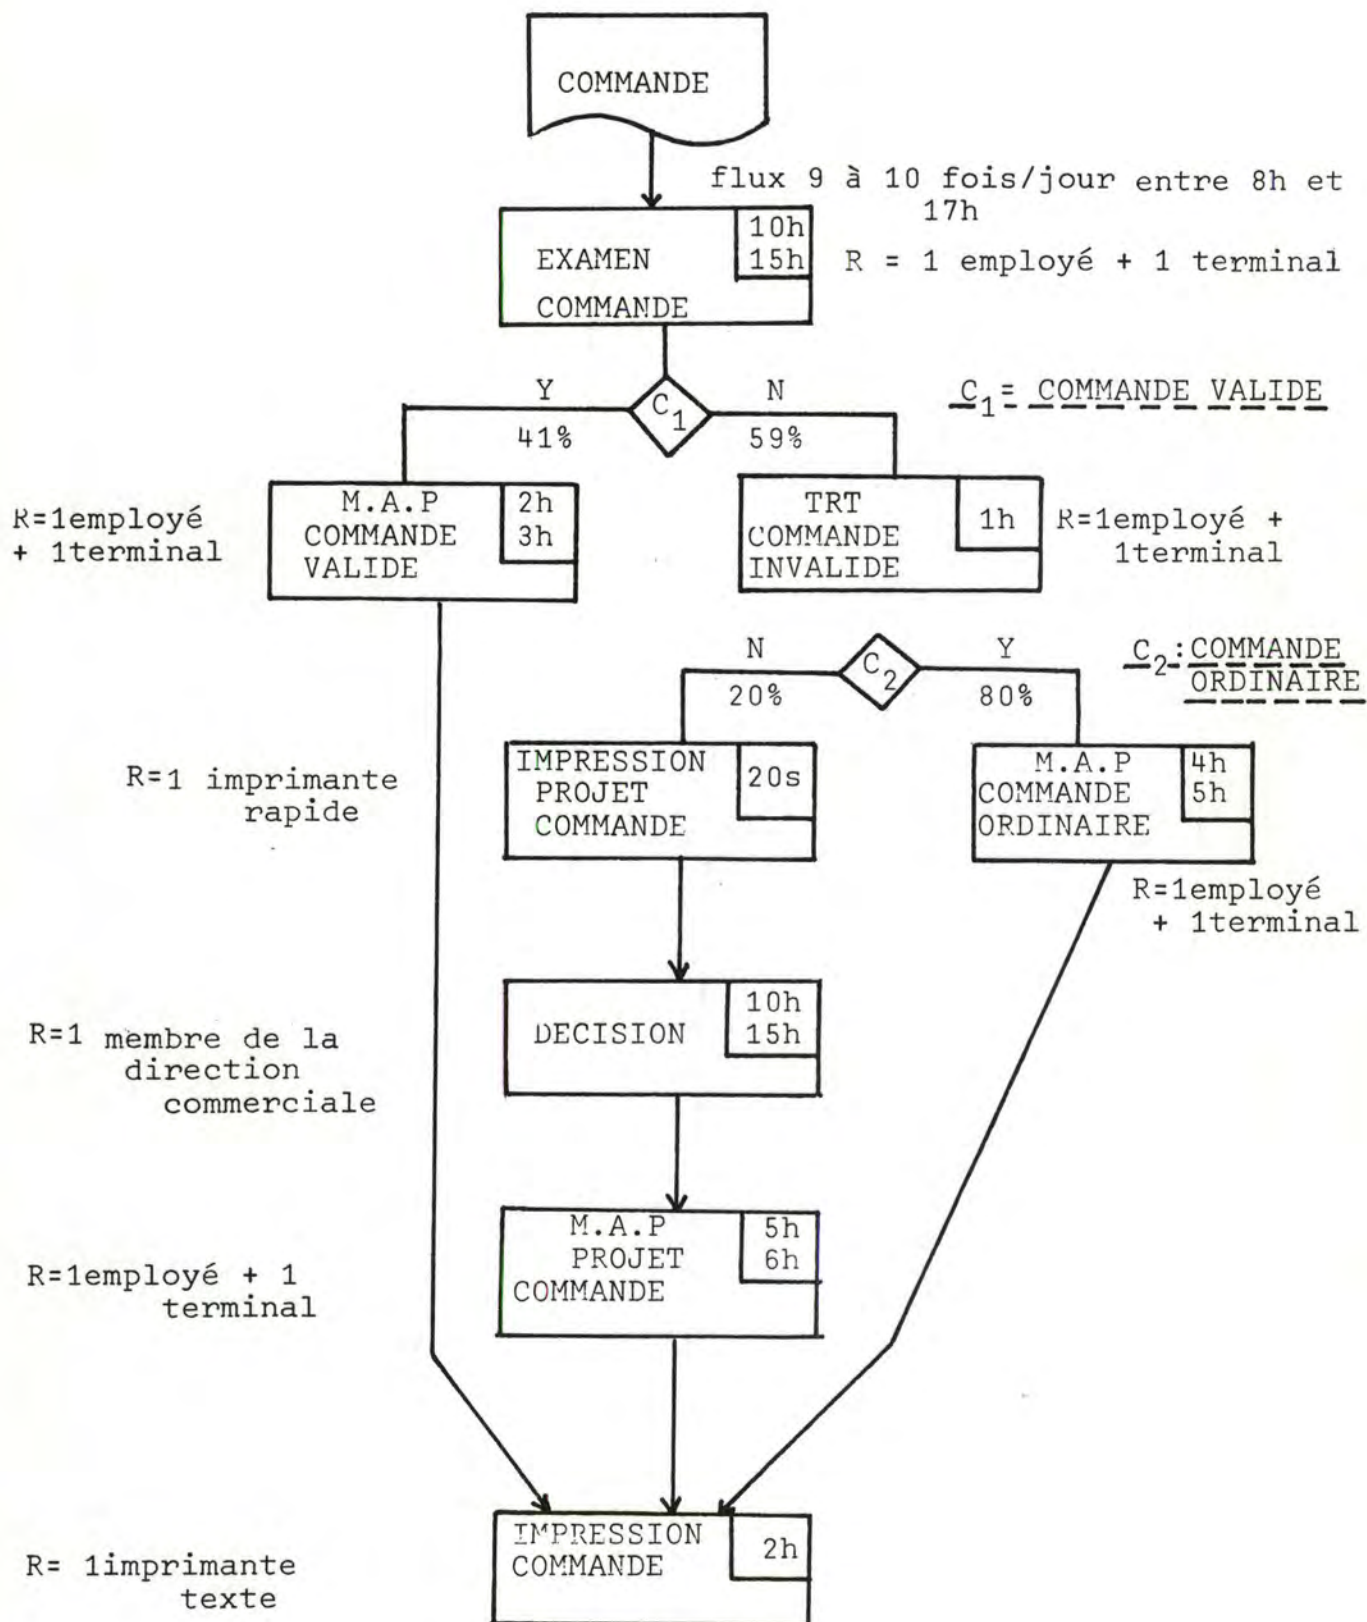 COMMANDE
flux 9 à 10 fois/jour entre 8h et
17h
EXAMEN
COMMANDE
10h
15h
R = 1 employé + 1 terminal
C1= COMMANDE VALIDE
Y
C1
N
41%
59%
R=1employé
+ 1terminal
M.A.P
COMMANDE
VALIDE
2h
3h
TRT
COMMANDE
INVALIDE
1h
R=1employé +
1terminal
N
C2
Y
20%
80%
C2:COMMANDE
ORDINAIRE
R=1 imprimante
rapide
IMPRESSION
PROJET
COMMANDE
20s
M.A.P
COMMANDE
ORDINAIRE
4h
5h
R=1employé
+ 1terminal
R=1 membre de la
direction
commerciale
DECISION
10h
15h
R=1employé + 1
terminal
M.A.P
PROJET
COMMANDE
5h
6h
R= 1imprimante
texte
IMPRESSION
COMMANDE
2h